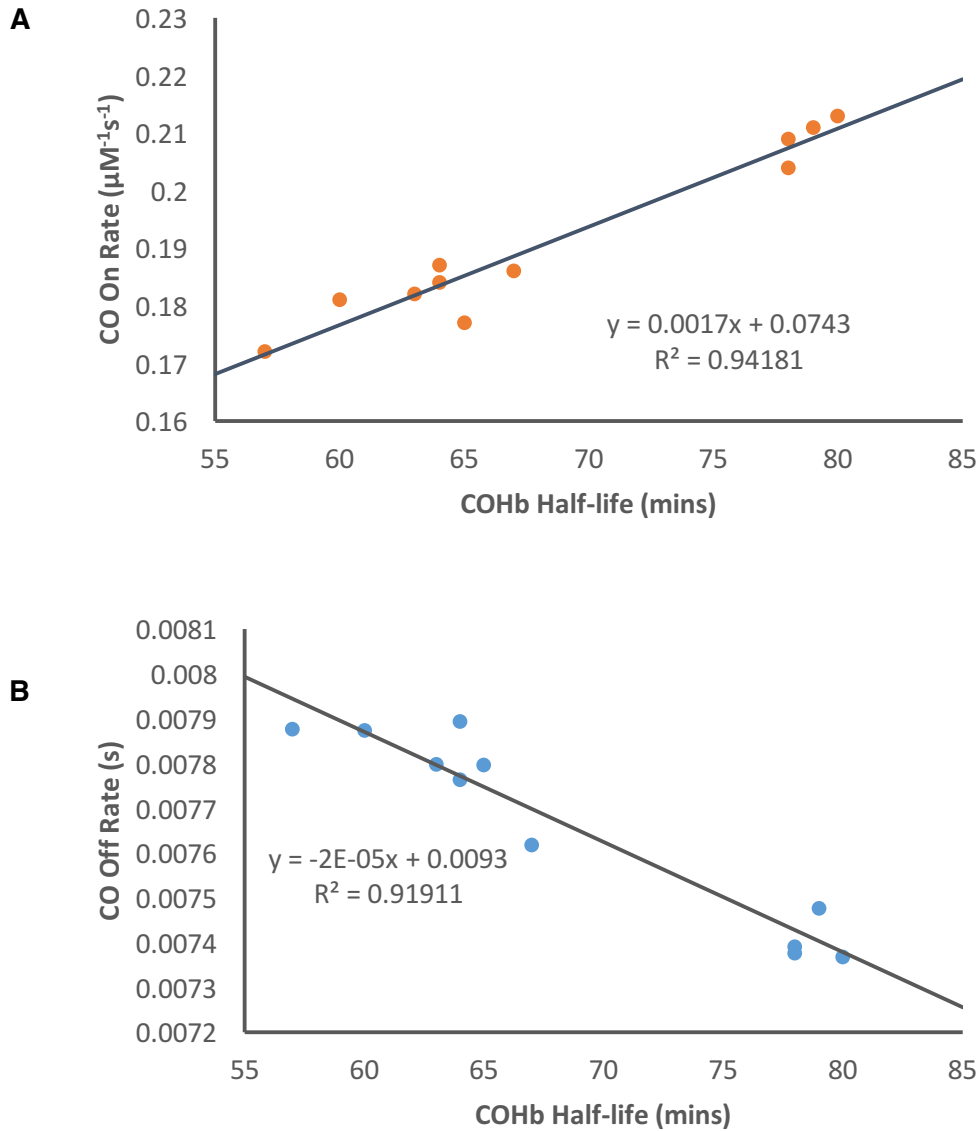 A
0.23
0.22
0.21
0.2
0.19
0.18
0.17
0.16
CO On Rate (µM⁻¹s⁻¹)
y = 0.0017x + 0.0743
R² = 0.94181
55 60 65 70 75 80 85
COHb Half-life (mins)
B
0.0081
0.008
0.0079
0.0078
0.0077
0.0076
0.0075
0.0074
0.0073
0.0072
CO Off Rate (s)
y = -2E-05x + 0.0093
R² = 0.91911
55 60 65 70 75 80 85
COHb Half-life (mins)